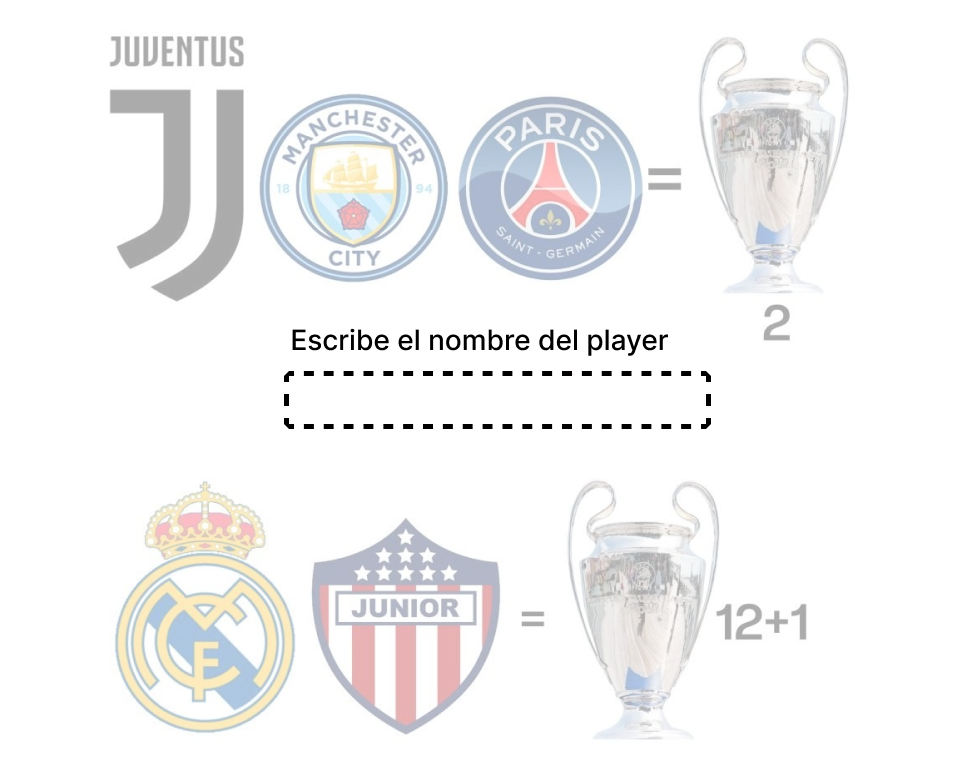 JUVENTUS
MANCHESTER
18 94
CITY
PARIS
SAINT-GERMAIN
=
2
Escribe el nombre del player
JUNIOR
=
12+1